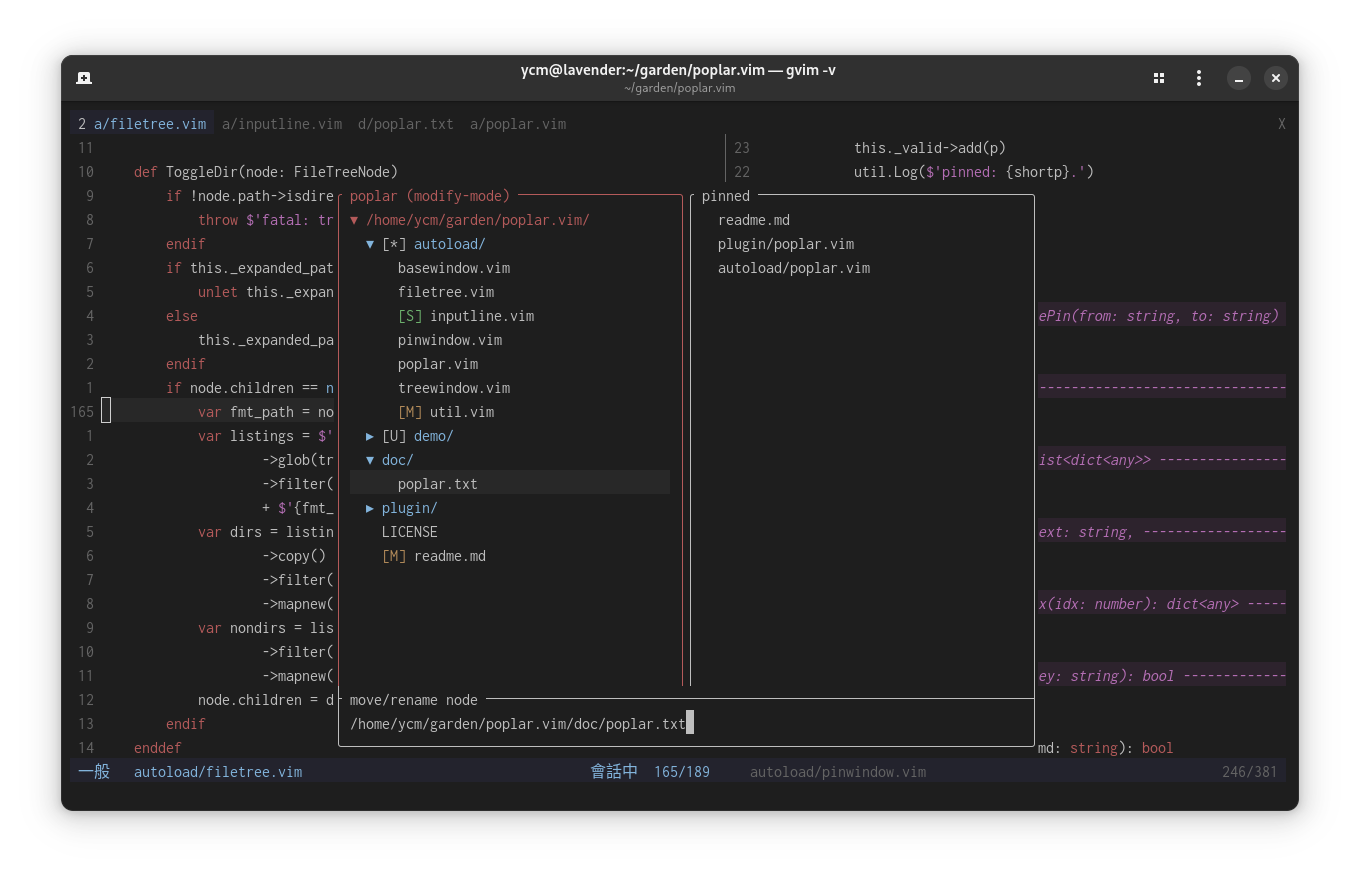 ycm@lavender:~/garden/poplar.vim — gvim -v
~/garden/poplar.vim
2 a/filetree.vim a/inputline.vim d/poplar.txt a/poplar.vim X
11 23 this._valid->add(p)
10 def ToggleDir(node: FileTreeNode) 22 util.Log($'pinned: {shortp}.')
9 if !node.path->isdire poplar (modify-mode) pinned
8 throw $'fatal: tr ▼ /home/ycm/garden/poplar.vim/ readme.md
7 endif ▼ [*] autoload/ plugin/poplar.vim
6 if this._expanded_pat basewindow.vim autoload/poplar.vim
5 unlet this._expan filetree.vim
4 else [S] inputline.vim ePin(from: string, to: string)
3 this._expanded_pa pinwindow.vim
2 endif poplar.vim
1 if node.children == n treewindow.vim -------------------------------
165 var fmt_path = no [M] util.vim
1 var listings = $' ▶ [U] demo/
2 ->glob(tr ▼ doc/ ist<dict<any>> ----------------
3 ->filter( poplar.txt
4 + $'{fmt_ ▶ plugin/
5 var dirs = listin LICENSE ext: string, ------------------
6 ->copy() [M] readme.md
7 ->filter(
8 ->mapnew( x(idx: number): dict<any> -----
9 var nondirs = lis
10 ->filter(
11 ->mapnew( ey: string): bool -------------
12 node.children = d move/rename node
13 endif /home/ycm/garden/poplar.vim/doc/poplar.txt
14 enddef md: string): bool
一般 autoload/filetree.vim 會話中 165/189 autoload/pinwindow.vim 246/381